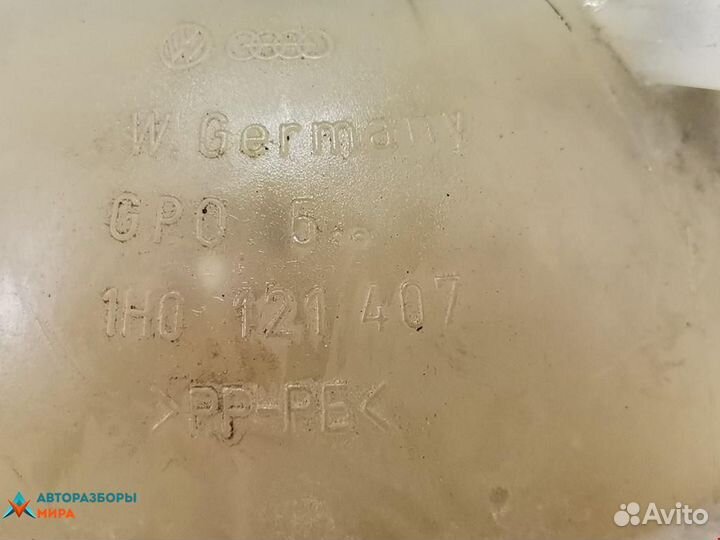 W. Germany
GPO 5
1H0 121 407
>PP-PE<
АВТОРАЗБОРЫ
МИРА
Avito